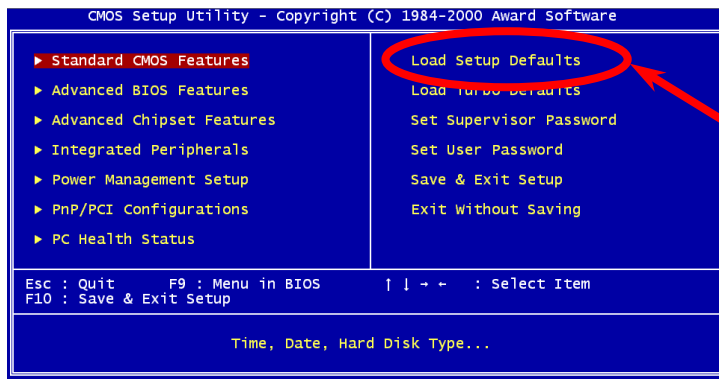 CMOS Setup Utility - Copyright (C) 1984-2000 Award Software
▶ Standard CMOS Features
▶ Advanced BIOS Features
▶ Advanced Chipset Features
▶ Integrated Peripherals
▶ Power Management Setup
▶ PnP/PCI Configurations
▶ PC Health Status
Load Setup Defaults
Load Turbo Defaults
Set Supervisor Password
Set User Password
Save & Exit Setup
Exit Without Saving
Esc : Quit F9 : Menu in BIOS ↑ ↓ → ← : Select Item
F10 : Save & Exit Setup
Time, Date, Hard Disk Type...